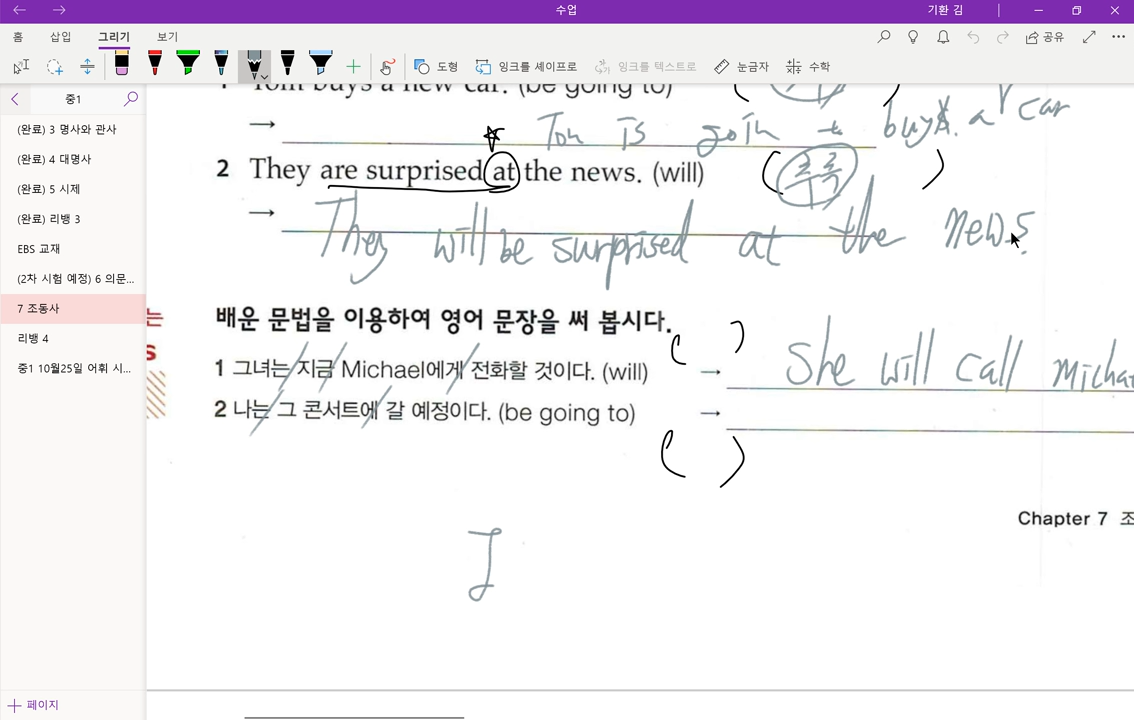 수업
기환 김
홈 삽입 그리기 보기
공유
도형 잉크를 셰이프로 잉크를 텍스트로 눈금자 수학
중1
(완료) 3 명사와 관사
(완료) 4 대명사
(완료) 5 시제
(완료) 리뱅 3
EBS 교재
(2차 시험 예정) 6 의문...
7 조동사
리뱅 4
중1 10월25일 어휘 시...
페이지
Tom buys a new car. (be going to)
→ Tom is goin to buy a car
2 They are surprised at the news. (will)
→ They will be surprised at the news
배운 문법을 이용하여 영어 문장을 써 봅시다.
1 그녀는 지금 Michael에게 전화할 것이다. (will) → She will call micha
2 나는 그 콘서트에 갈 예정이다. (be going to) →
Chapter 7 조
I